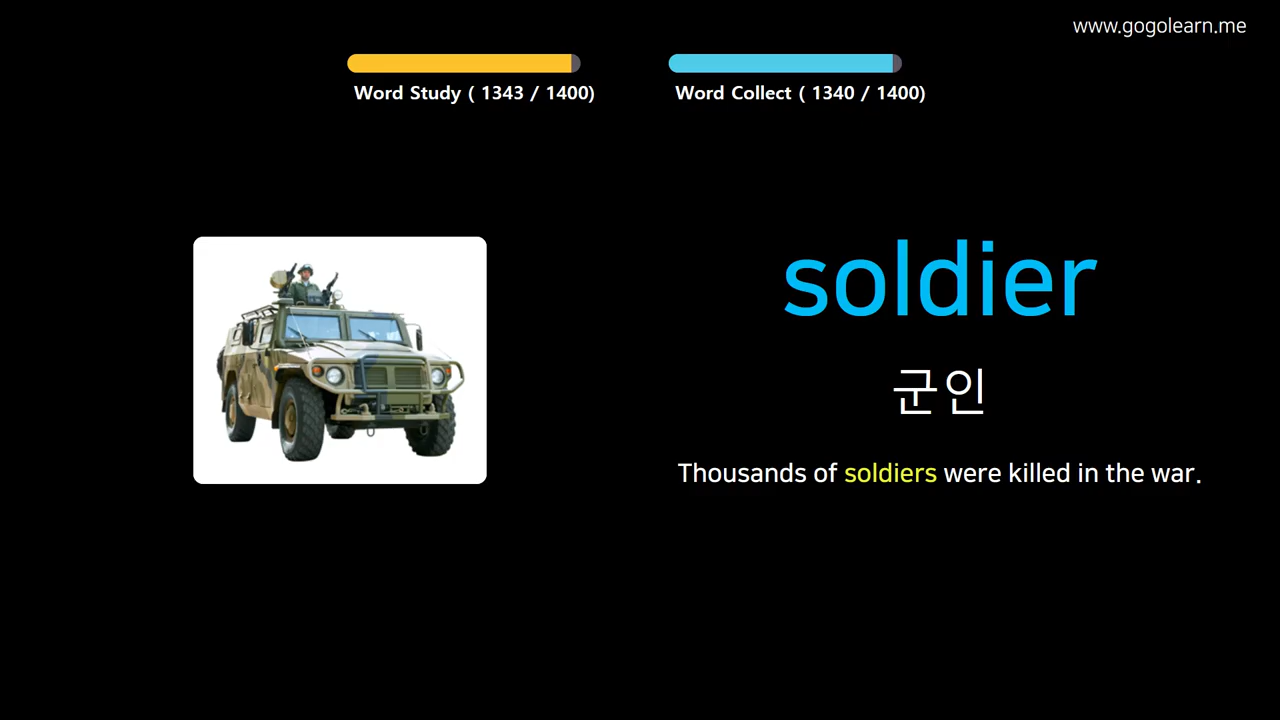 www.gogolearn.me
Word Study ( 1343 / 1400)
Word Collect ( 1340 / 1400)
soldier
군인
Thousands of soldiers were killed in the war.